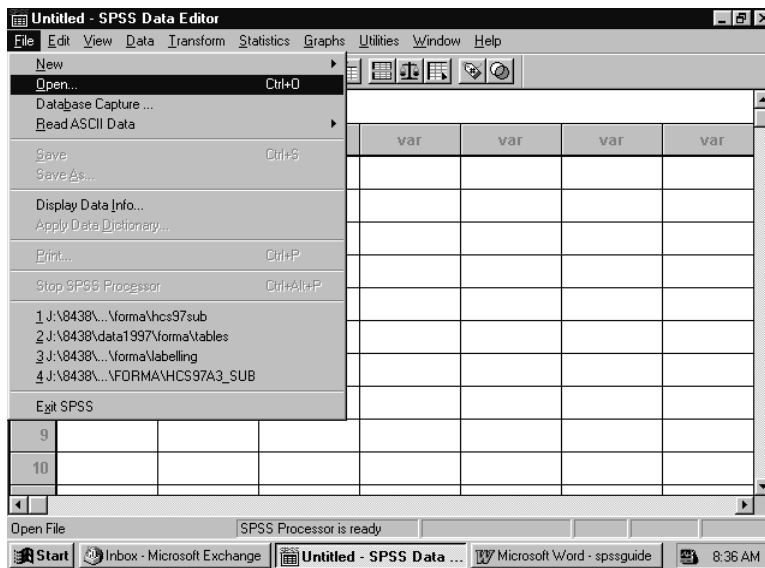 Untitled - SPSS Data Editor
File Edit View Data Transform Statistics Graphs Utilities Window Help
New
Open... Ctrl+O
Database Capture ...
Read ASCII Data
var var var var
Save Ctrl+S
Save As...
Display Data Info...
Apply Data Dictionary...
Print... Ctrl+P
Stop SPSS Processor Ctrl+Alt+P
1 J:\8438\...\forma\hcs97sub
2 J:\8438\data1997\forma\tables
3 J:\8438\...\forma\labelling
4 J:\8438\...\FORMA\HCS97A3_SUB
Exit SPSS
9
10
Open File SPSS Processor is ready
Start Inbox - Microsoft Exchange Untitled - SPSS Data ... Microsoft Word - spssguide 8:36 AM